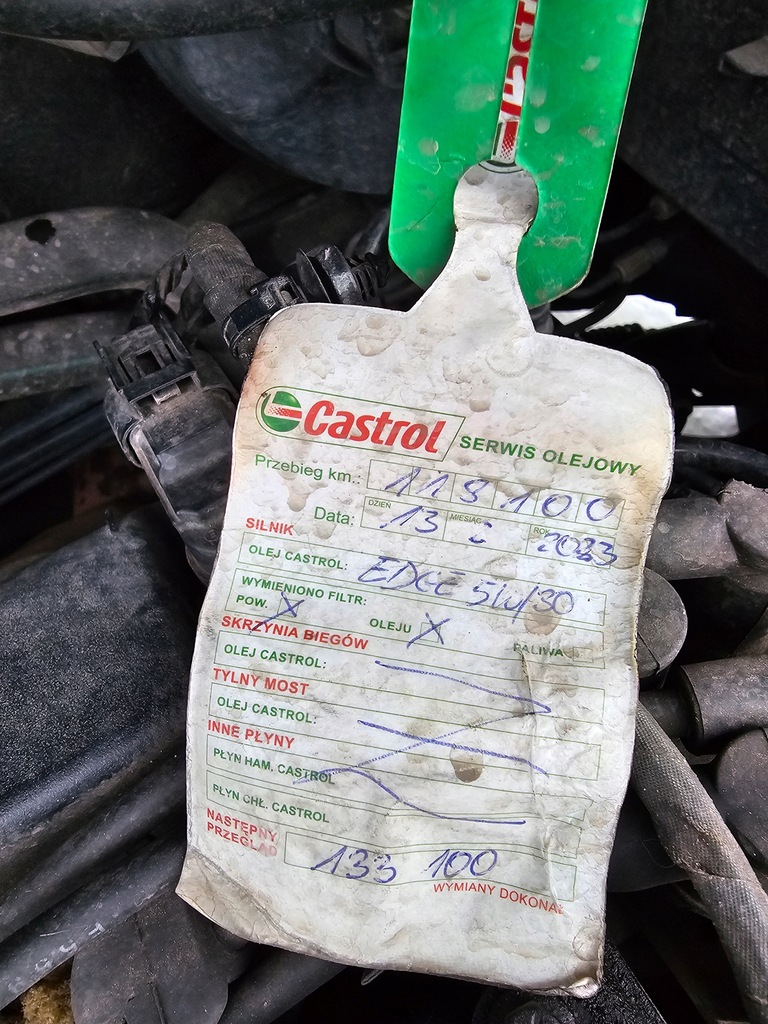 Castrol
Castrol SERWIS OLEJOWY
Przebieg km.: 118100
DZIEŃ MIESIĄC ROK
Data: 13 2023
SILNIK
OLEJ CASTROL: EDGE 5W/30
WYMIENIONO FILTR:
POW. X OLEJU X PALIWA
SKRZYNIA BIEGÓW
OLEJ CASTROL:
TYLNY MOST
OLEJ CASTROL:
INNE PŁYNY
PŁYN HAM. CASTROL
PŁYN CHŁ. CASTROL
NASTĘPNY
PRZEGLĄD 133 100
WYMIANY DOKONAŁ